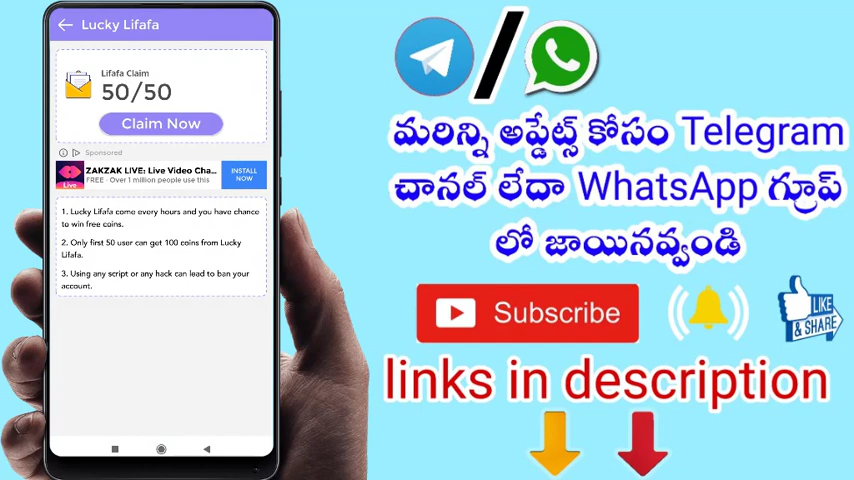 Lucky Lifafa
Lifafa Claim
50/50
Claim Now
Sponsored
ZAKZAK LIVE: Live Video Cha...
FREE · Over 1 million people use this
INSTALL
NOW
Live
1. Lucky Lifafa come every hours and you have chance
to win free coins.
2. Only first 50 user can get 100 coins from Lucky
Lifafa.
3. Using any script or any hack can lead to ban your
account.
/
మరిన్ని అప్డేట్స్ కోసం Telegram
చానల్ లేదా WhatsApp గ్రూప్
లో జాయినవ్వండి
Subscribe
LIKE
& SHARE
links in description